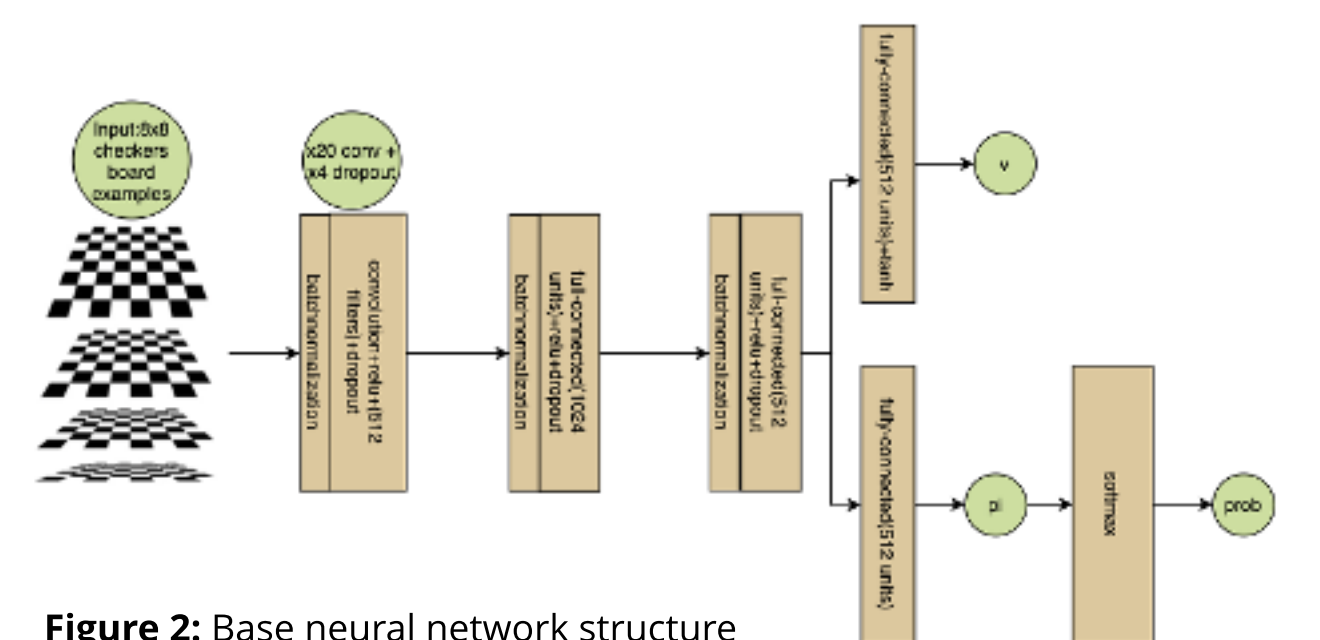 Input:8x8
checkers
board
examples
x20 conv +
x4 dropout
batchnormalization
convolution+relu+(512
filters)+dropout
batchnormalization
full-connected(1024
units)+relu+dropout
batchnormalization
full-connected(512
units)+relu+dropout
fully-connected(512 units)+tanh
v
fully-connected(512 units)
pi
softmax
prob
Figure 2: Base neural network structure